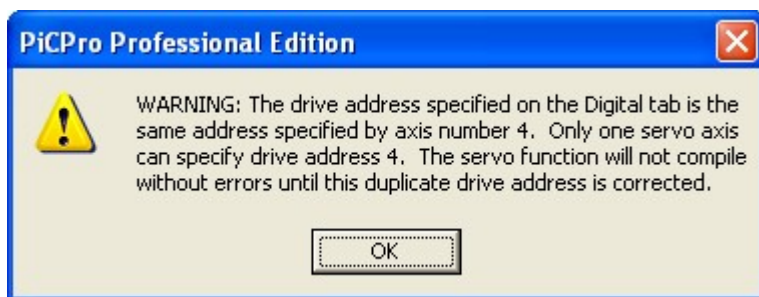 PiCPro Professional Edition
WARNING: The drive address specified on the Digital tab is the
same address specified by axis number 4. Only one servo axis
can specify drive address 4. The servo function will not compile
without errors until this duplicate drive address is corrected.
OK